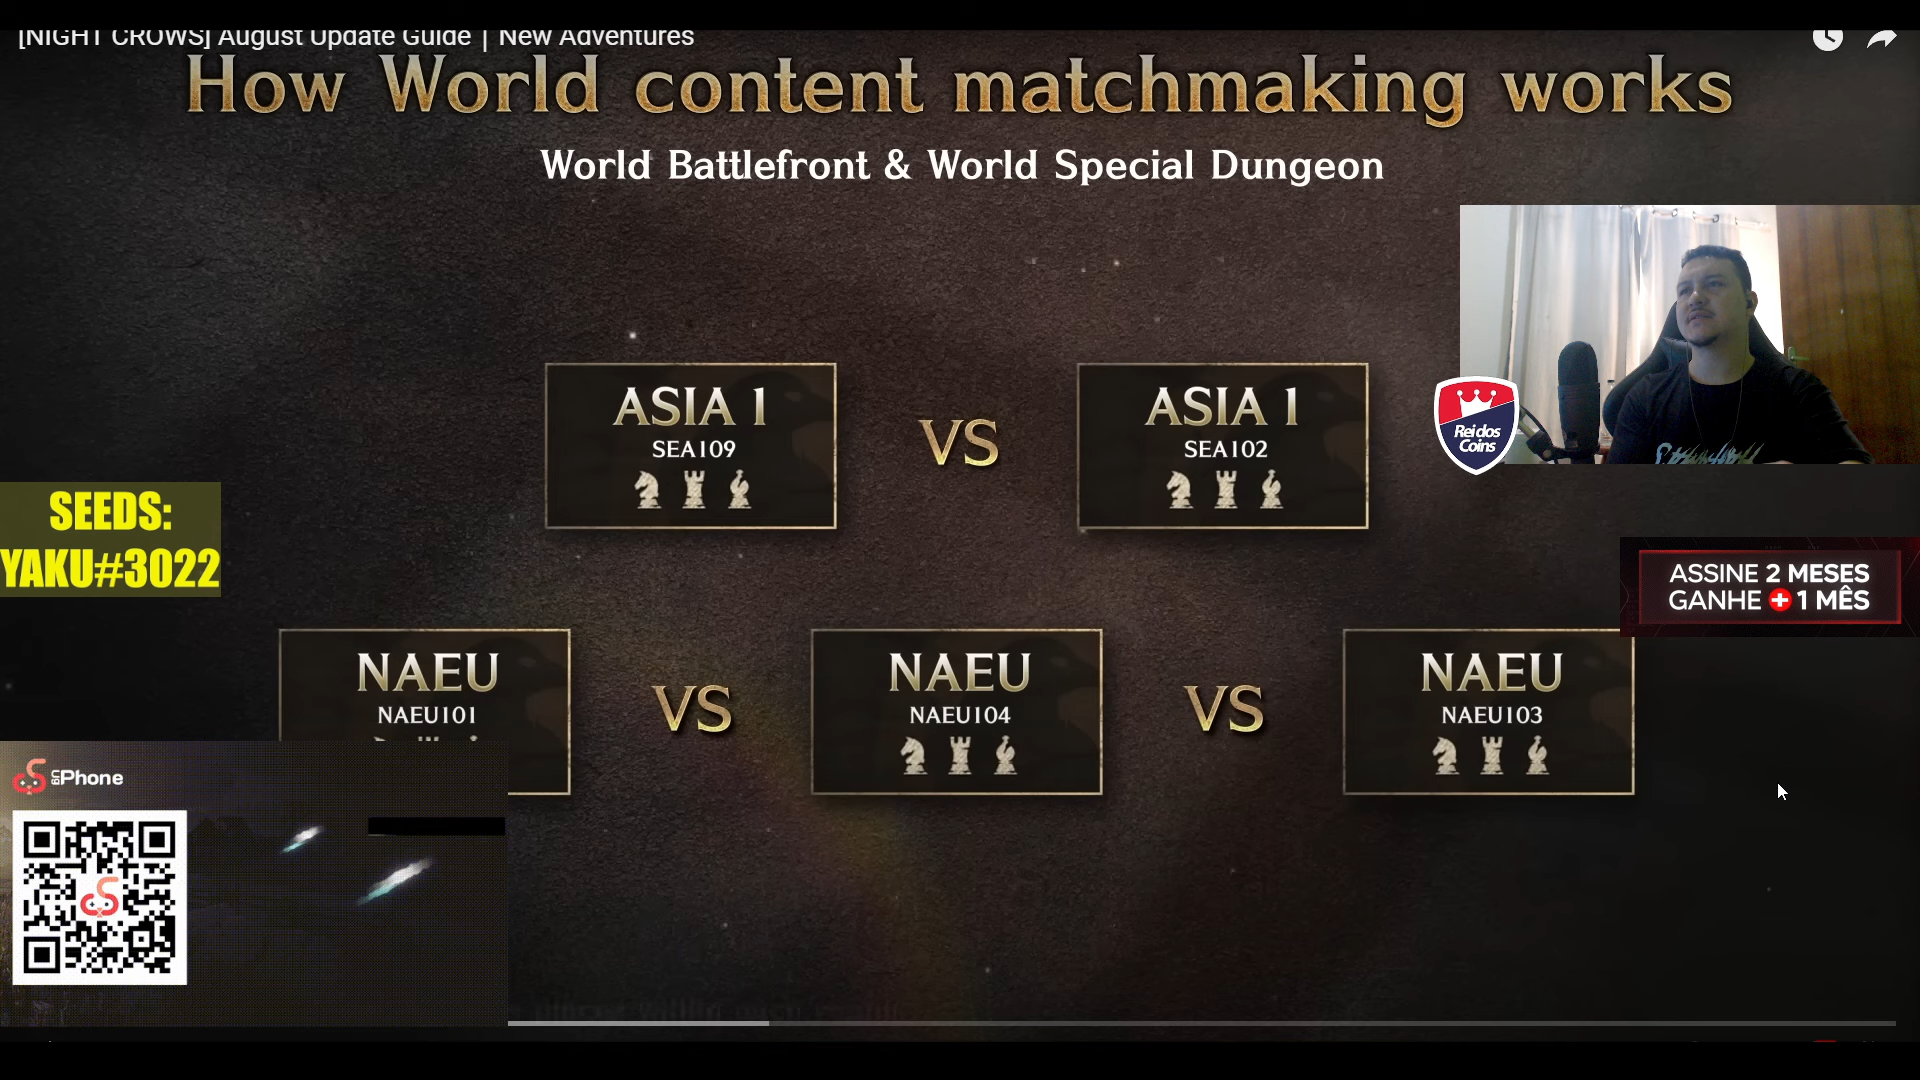 [NIGHT CROWS] August Update Guide | New Adventures
How World content matchmaking works
World Battlefront & World Special Dungeon
ASIA 1
SEA109
VS
ASIA 1
SEA102
Rei dos
Coins
SEEDS:
YAKU#3022
ASSINE 2 MESES
GANHE + 1 MÊS
NAEU
NAEU101
VS
NAEU
NAEU104
VS
NAEU
NAEU103
UgPhone